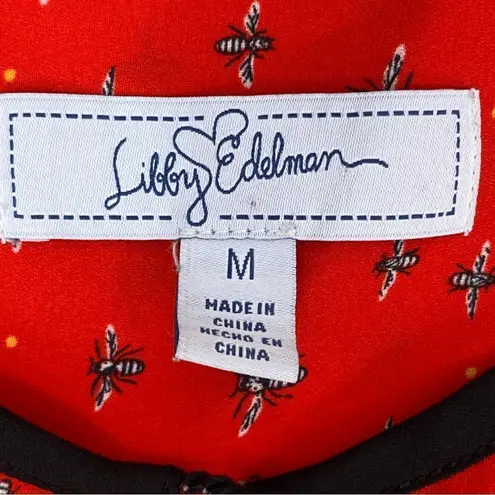 Libby Edelman
M
MADE IN
CHINA
HECHO EN
CHINA